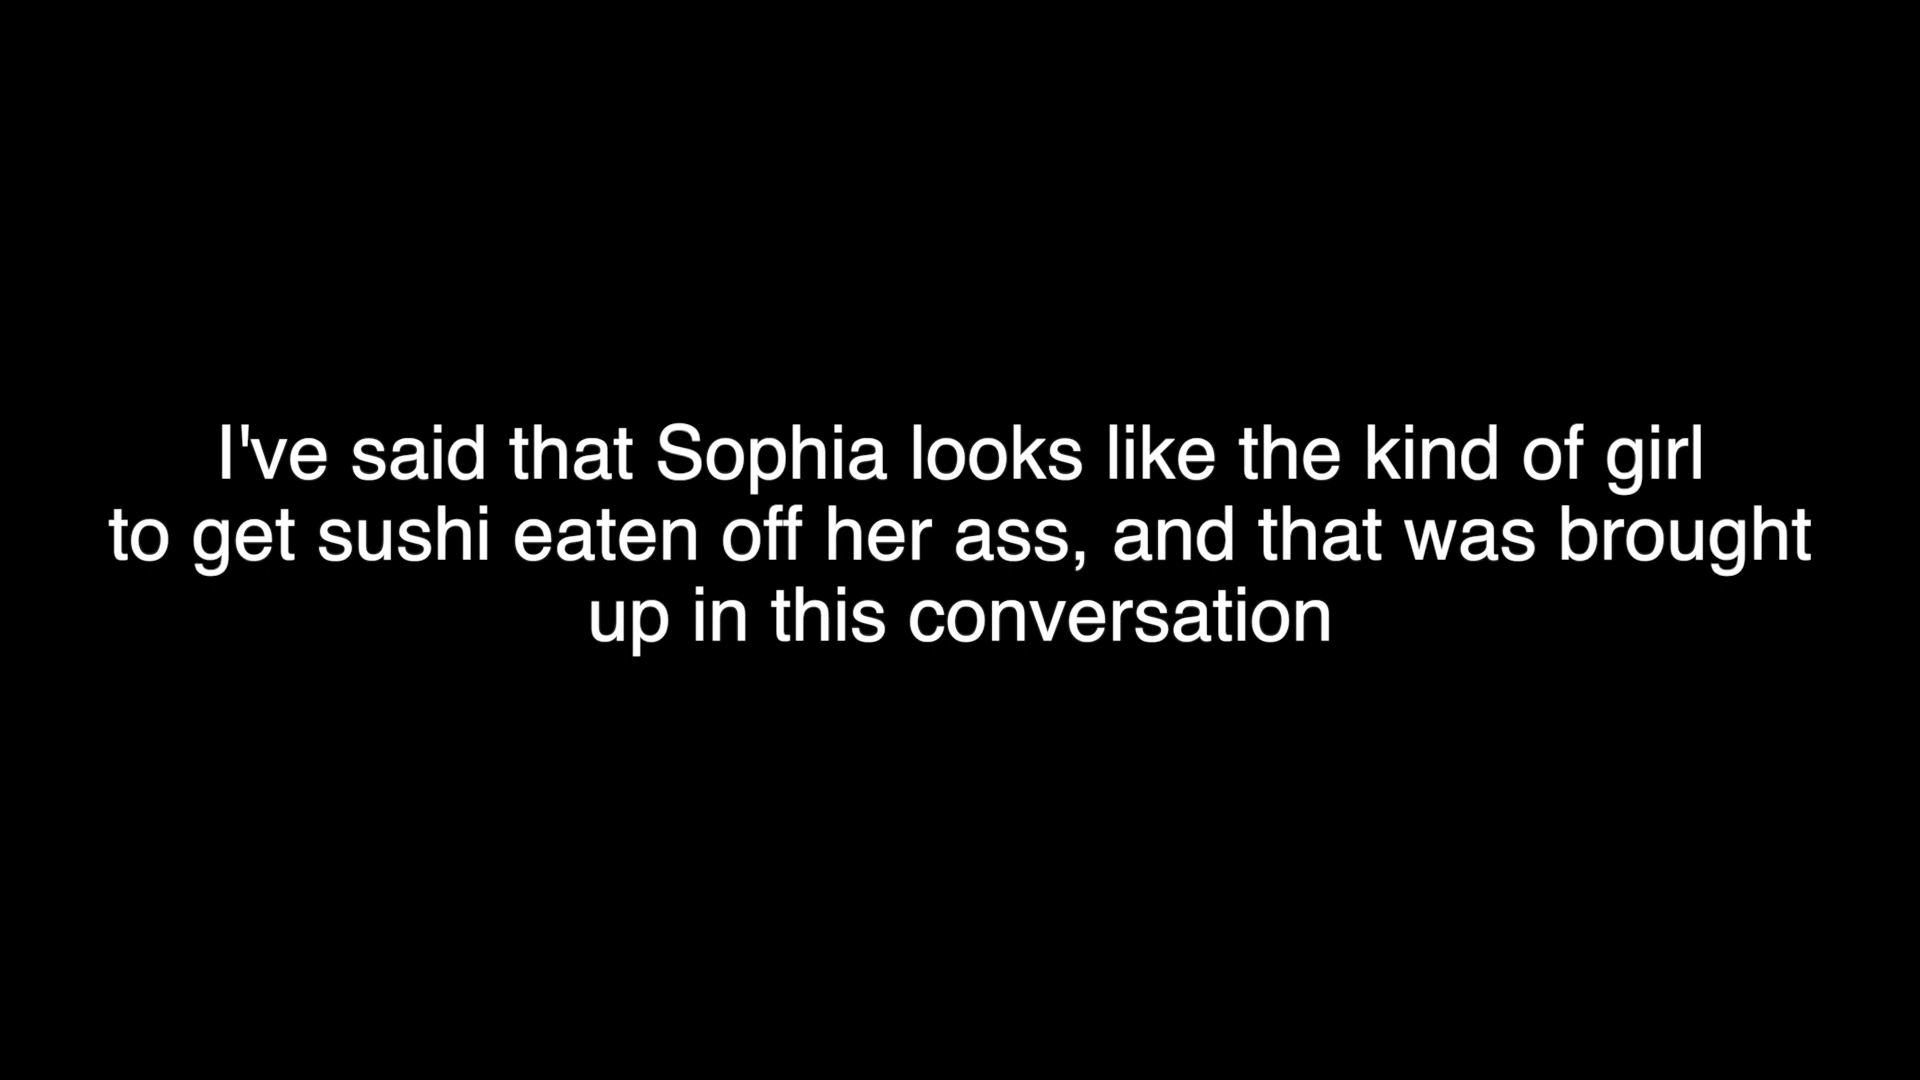 I've said that Sophia looks like the kind of girl
to get sushi eaten off her ass, and that was brought
up in this conversation